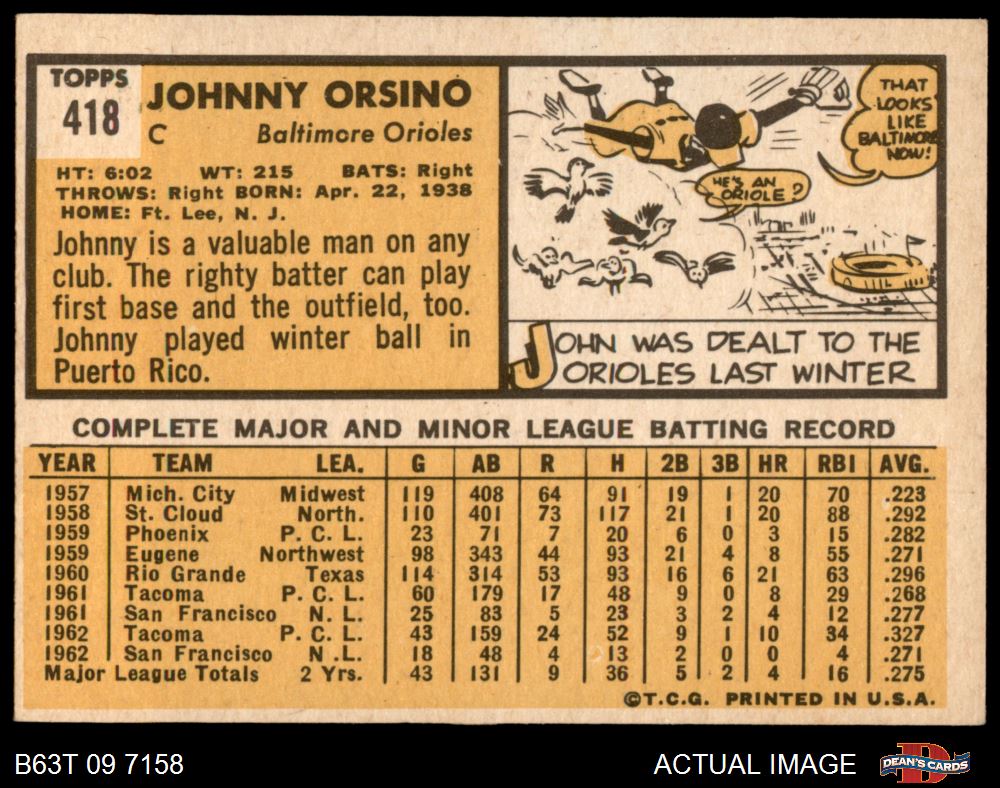 TOPPS
418
JOHNNY ORSINO
C Baltimore Orioles
HT: 6:02 WT: 215 BATS: Right
THROWS: Right BORN: Apr. 22, 1938
HOME: Ft. Lee, N. J.
Johnny is a valuable man on any
club. The righty batter can play
first base and the outfield, too.
Johnny played winter ball in
Puerto Rico.
THAT
LOOKS
LIKE
BALTIMORE
NOW!
HE'S AN
ORIOLE?
JOHN WAS DEALT TO THE
ORIOLES LAST WINTER
COMPLETE MAJOR AND MINOR LEAGUE BATTING RECORD
YEAR TEAM LEA. G AB R H 2B 3B HR RBI AVG.
1957 Mich. City Midwest 119 408 64 91 19 1 20 70 .223
1958 St. Cloud North. 110 401 73 117 21 1 20 88 .292
1959 Phoenix P. C. L. 23 71 7 20 6 0 3 15 .282
1959 Eugene Northwest 98 343 44 93 21 4 8 55 .271
1960 Rio Grande Texas 114 314 53 93 16 6 21 63 .296
1961 Tacoma P. C. L. 60 179 17 48 9 0 8 29 .268
1961 San Francisco N. L. 25 83 5 23 3 2 4 12 .277
1962 Tacoma P. C. L. 43 159 24 52 9 1 10 34 .327
1962 San Francisco N .L. 18 48 4 13 2 0 0 4 .271
Major League Totals 2 Yrs. 43 131 9 36 5 2 4 16 .275
©T.C.G. PRINTED IN U.S.A.
B63T 09 7158 ACTUAL IMAGE DEAN'S CARDS